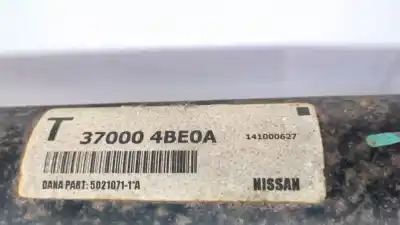 T 37000 4BE0A 141000627
DANA PART: 5021071-1"A NISSAN